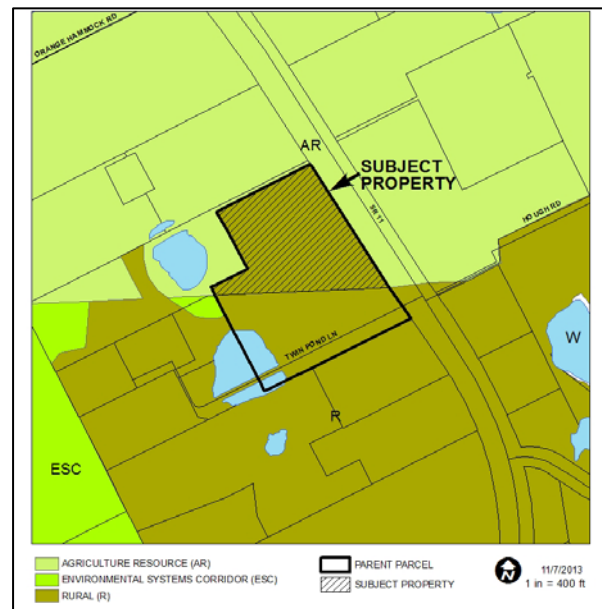 ORANGE HAMMOCK RD
AR
SUBJECT
PROPERTY
SR 11
HOUGH RD
TWIN POND LN
W
R
ESC
AGRICULTURE RESOURCE (AR)
ENVIRONMENTAL SYSTEMS CORRIDOR (ESC)
RURAL (R)
PARENT PARCEL
SUBJECT PROPERTY
N
11/7/2013
1 in = 400 ft